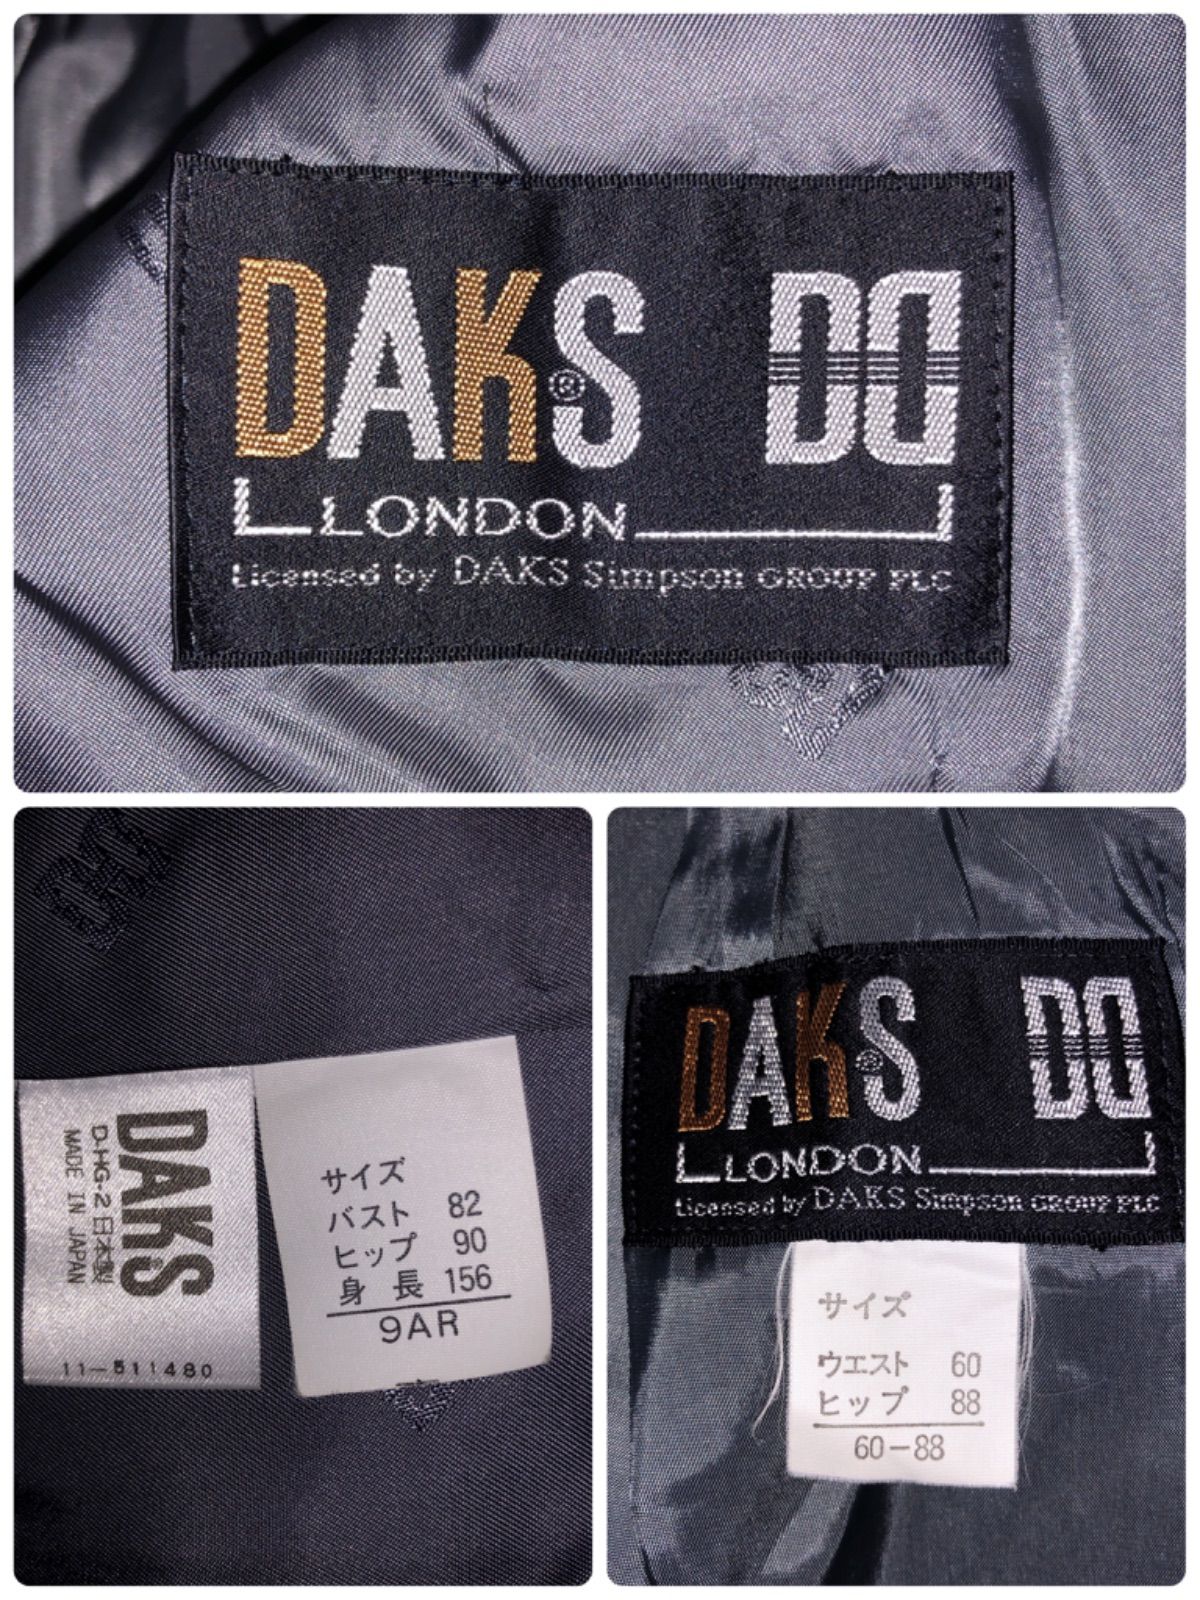 DAKS® DD
LONDON
Licensed by DAKS Simpson GROUP PLC
DAKS
D-HG-2 日本製
MADE IN JAPAN
11-511480
サイズ
バスト 82
ヒップ 90
身長 156
9AR
DAKS® DD
LONDON
Licensed by DAKS Simpson GROUP PLC
サイズ
ウエスト 60
ヒップ 88
60-88